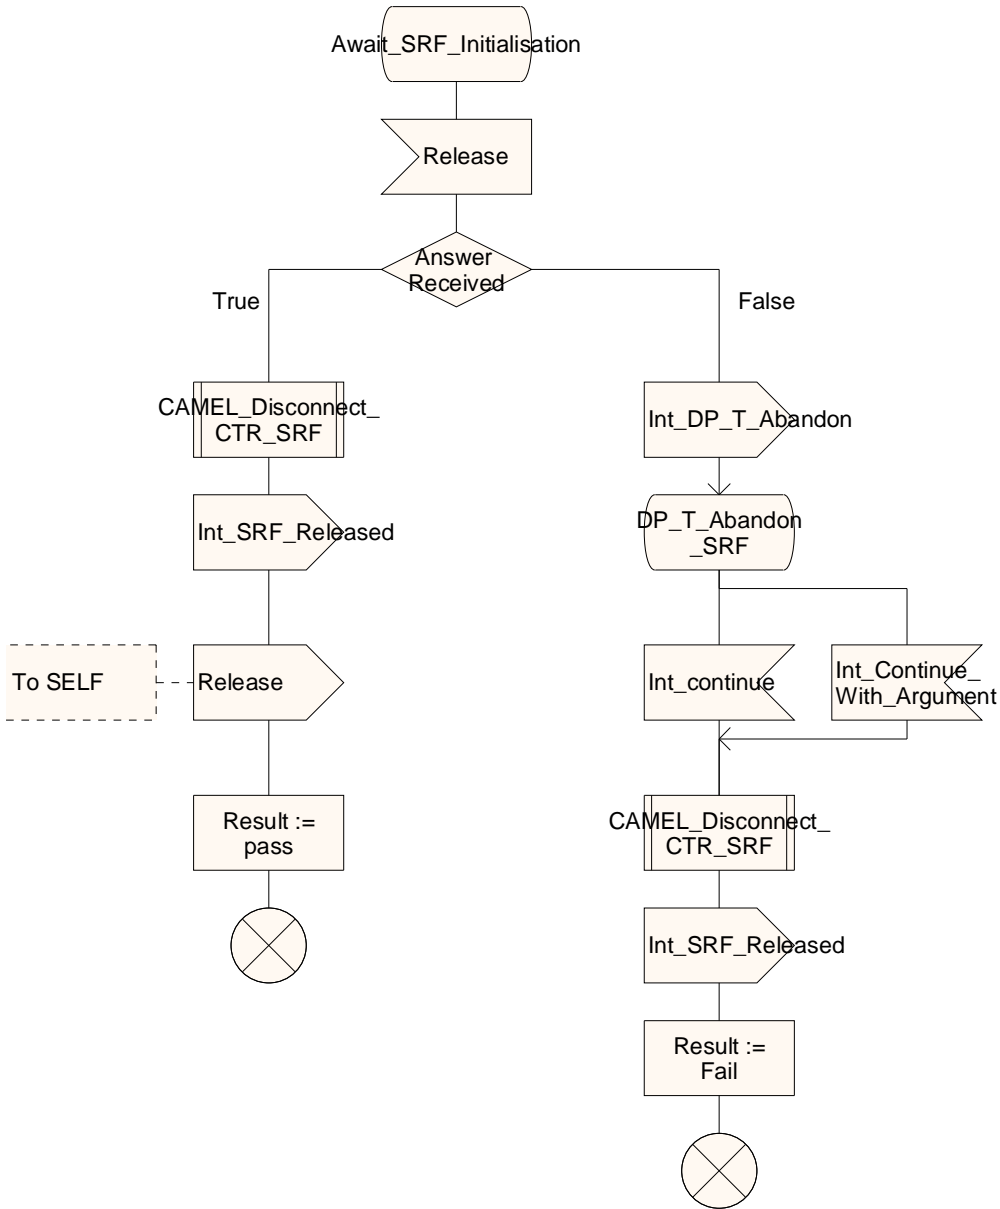 Await_SRF_Initialisation
Release
Answer
Received
True
False
CAMEL_Disconnect_
CTR_SRF
Int_DP_T_Abandon
Int_SRF_Released
DP_T_Abandon
_SRF
To SELF
Release
Int_continue
Int_Continue_
With_Argument
Result :=
pass
CAMEL_Disconnect_
CTR_SRF
Int_SRF_Released
Result :=
Fail